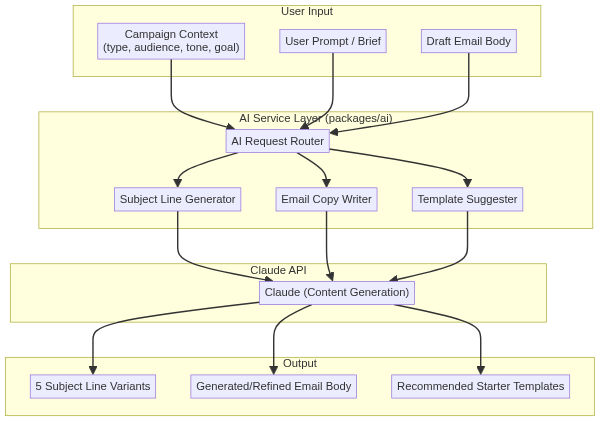 User Input
Campaign Context
(type, audience, tone, goal)
User Prompt / Brief
Draft Email Body
AI Service Layer (packages/ai)
AI Request Router
Subject Line Generator
Email Copy Writer
Template Suggester
Claude API
Claude (Content Generation)
Output
5 Subject Line Variants
Generated/Refined Email Body
Recommended Starter Templates